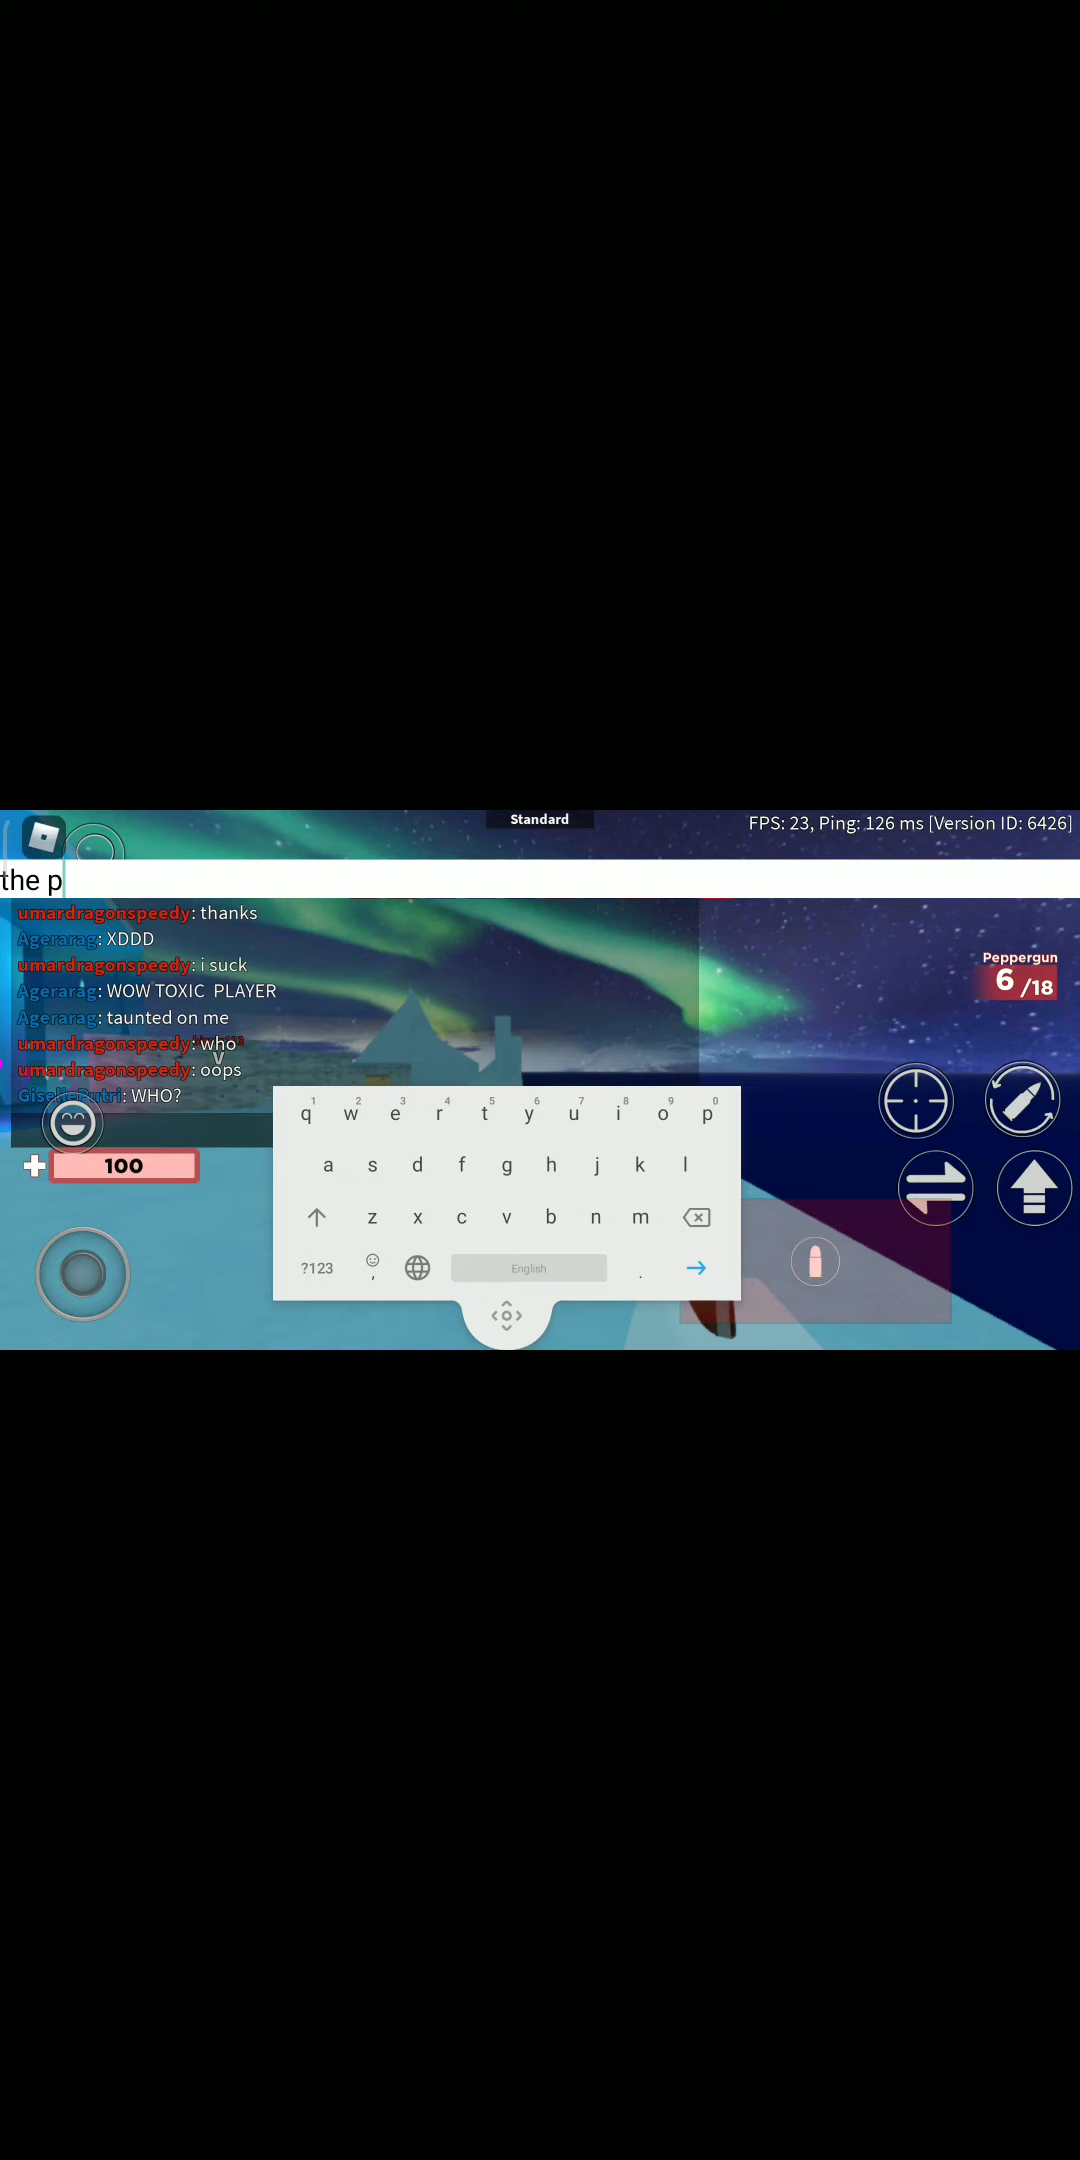 Standard
FPS: 23, Ping: 126 ms [Version ID: 6426]
the p
umardragonspeedy: thanks
Agerarag: XDDD
umardragonspeedy: i suck
Agerarag: WOW TOXIC  PLAYER
Agerarag: taunted on me
umardragonspeedy: who
umardragonspeedy: oops
GisellePutri: WHO?
Peppergun
6 /18
100
1 2 3 4 5 6 7 8 9 0
q w e r t y u i o p
a s d f g h j k l
z x c v b n m
?123 , English .